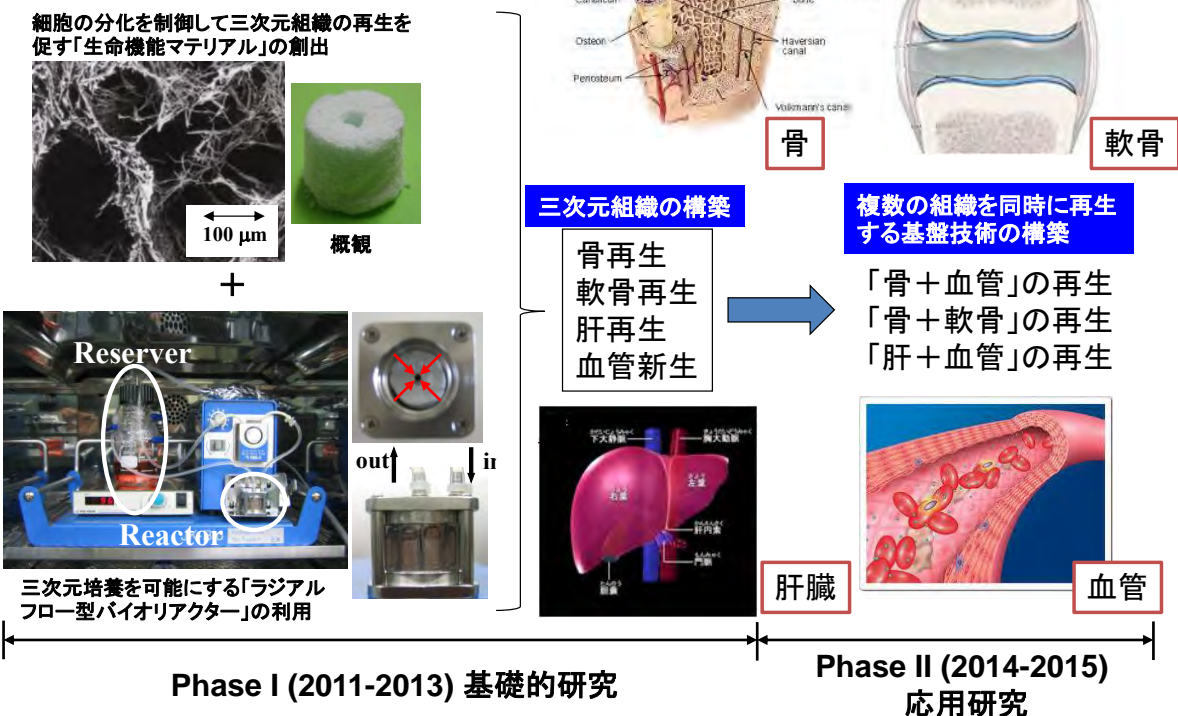 細胞の分化を制御して三次元組織の再生を
促す「生命機能マテリアル」の創出
100 μm
概観
+
Reserver
Reactor
out
in
三次元培養を可能にする「ラジアル
フロー型バイオリアクター」の利用
Osteon
Periosteum
Haversian
canal
Volkmann's canal
骨
軟骨
三次元組織の構築
骨再生
軟骨再生
肝再生
血管新生
複数の組織を同時に再生
する基盤技術の構築
「骨＋血管」の再生
「骨＋軟骨」の再生
「肝＋血管」の再生
下大静脈
胸大動脈
右葉
左葉
門脈
胆嚢
肝臓
血管
Phase I (2011-2013) 基礎的研究
Phase II (2014-2015)
応用研究